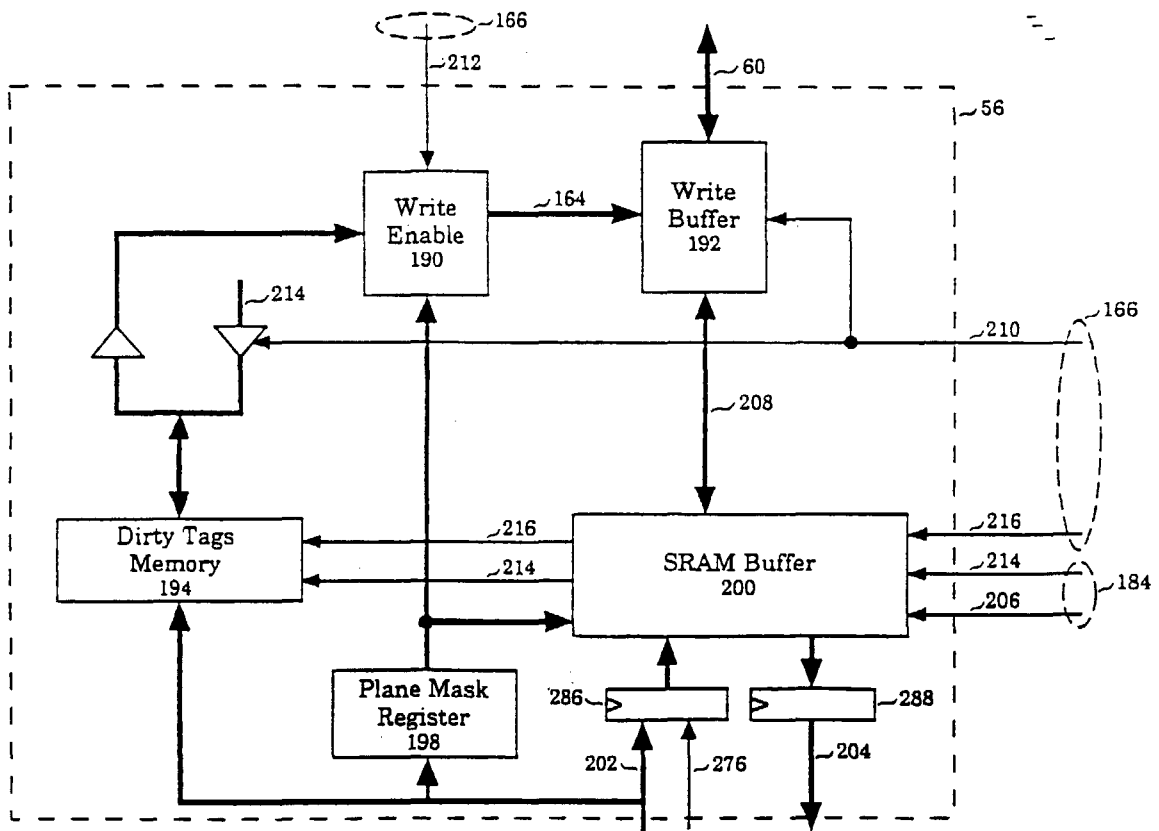 166
212
60
56
Write
Enable
190
164
Write
Buffer
192
214
166
210
208
Dirty Tags
Memory
194
216
214
SRAM Buffer
200
216
214
184
206
Plane Mask
Register
198
286
288
202
276
204